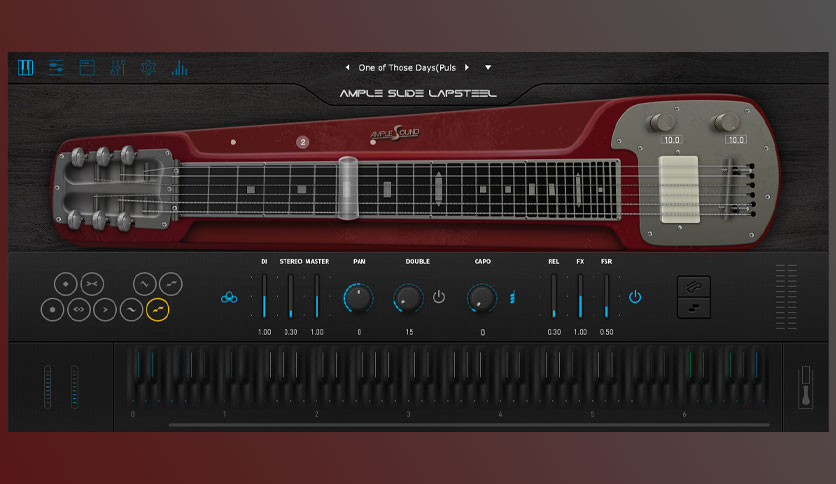 One of Those Days(Puls
AMPLE SLIDE LAPSTEEL
AMPLE SOUND
2
10.0 10.0
DI STEREO MASTER PAN DOUBLE CAPO REL FX FSR
1.00 0.30 1.00 0 15 0 0.30 1.00 0.50
0 1 2 3 4 5 6